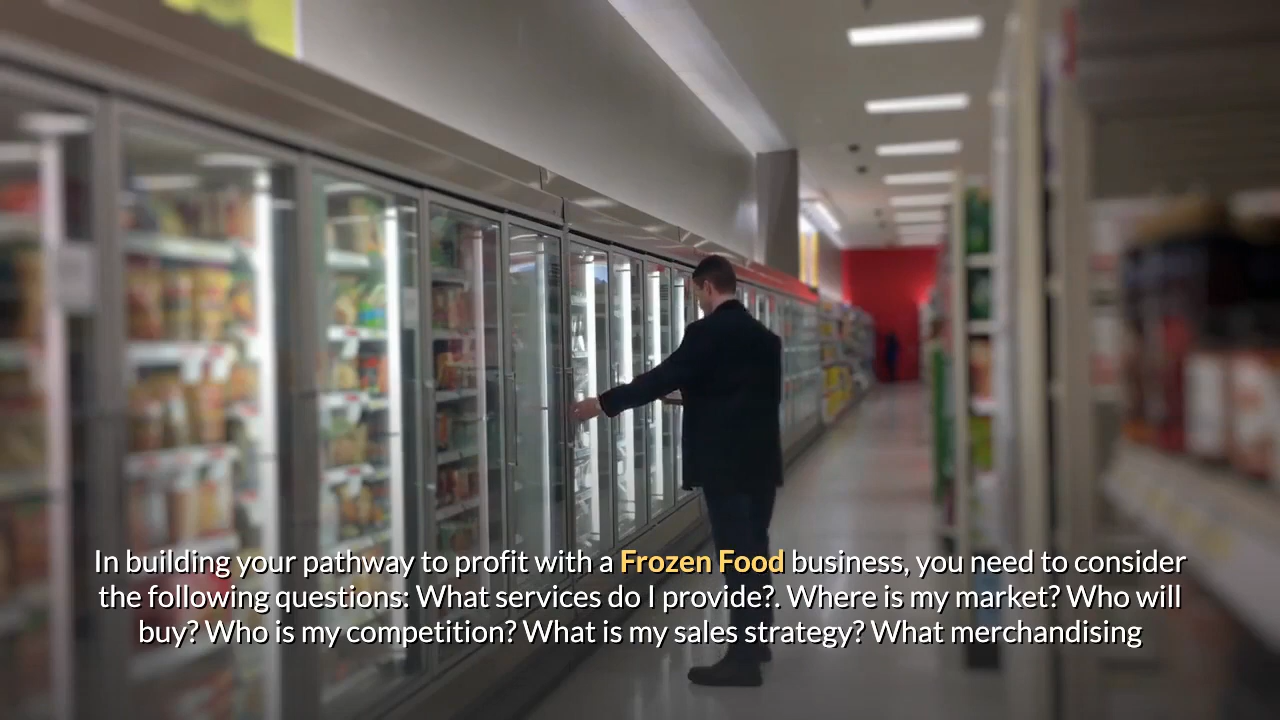 In building your pathway to profit with a Frozen Food business, you need to consider
the following questions: What services do I provide?. Where is my market? Who will
buy? Who is my competition? What is my sales strategy? What merchandising